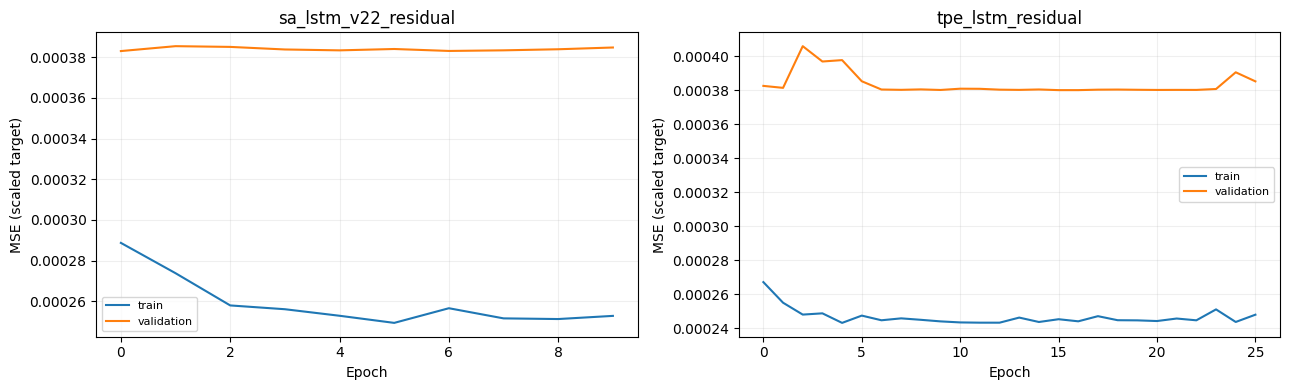 sa_lstm_v22_residual
MSE (scaled target)
0.00038
0.00036
0.00034
0.00032
0.00030
0.00028
0.00026
train
validation
0 2 4 6 8
Epoch
tpe_lstm_residual
MSE (scaled target)
0.00040
0.00038
0.00036
0.00034
0.00032
0.00030
0.00028
0.00026
0.00024
train
validation
0 5 10 15 20 25
Epoch